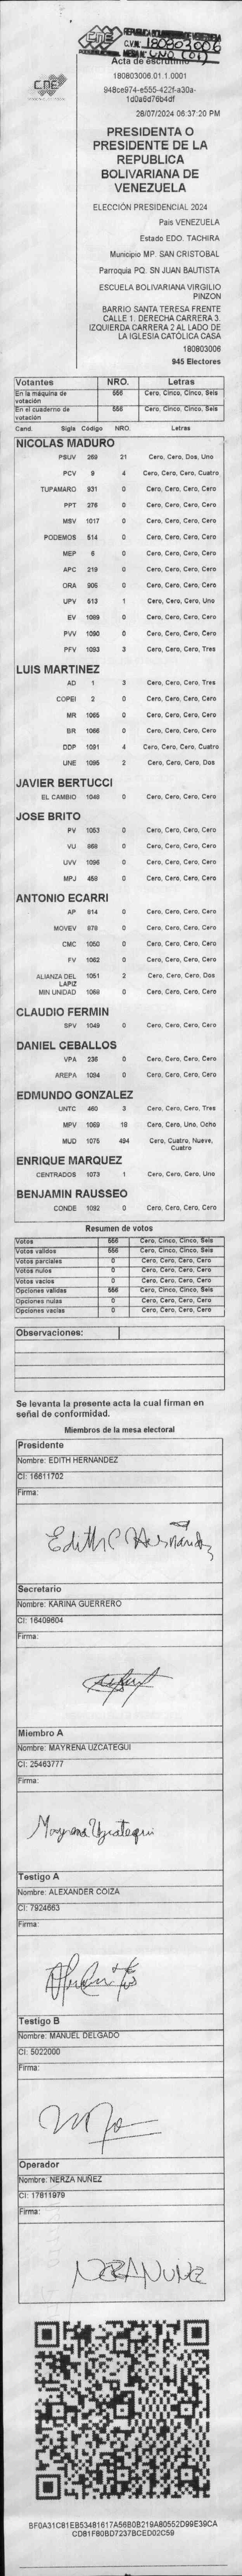 CNE
REPUBLICA BOLIVARIANA DE VENEZUELA
C.V.N. 180803006
MESA N° UNO (01)
Acta de escrutinio
180803006.01.1.0001
948ce974-e555-422f-a30a-
1d0a6d76b4df
28/07/2024 06:37:20 PM
CNE
PRESIDENTA O
PRESIDENTE DE LA
REPUBLICA
BOLIVARIANA DE
VENEZUELA
ELECCIÓN PRESIDENCIAL 2024
País VENEZUELA
Estado EDO. TACHIRA
Municipio MP. SAN CRISTOBAL
Parroquia PQ. SN JUAN BAUTISTA
ESCUELA BOLIVARIANA VIRGILIO
PINZON
BARRIO SANTA TERESA FRENTE
CALLE 1. DERECHA CARRERA 3.
IZQUIERDA CARRERA 2 AL LADO DE
LA IGLESIA CATÓLICA CASA
180803006
945 Electores
Votantes NRO. Letras
En la máquina de votación 556 Cero, Cinco, Cinco, Seis
En el cuaderno de votación 556 Cero, Cinco, Cinco, Seis
Cand. Sigla Código NRO. Letras
NICOLAS MADURO
PSUV 269 21 Cero, Cero, Dos, Uno
PCV 9 4 Cero, Cero, Cero, Cuatro
TUPAMARO 931 0 Cero, Cero, Cero, Cero
PPT 276 0 Cero, Cero, Cero, Cero
MSV 1017 0 Cero, Cero, Cero, Cero
PODEMOS 514 0 Cero, Cero, Cero, Cero
MEP 6 0 Cero, Cero, Cero, Cero
APC 219 0 Cero, Cero, Cero, Cero
ORA 906 0 Cero, Cero, Cero, Cero
UPV 513 1 Cero, Cero, Cero, Uno
EV 1089 0 Cero, Cero, Cero, Cero
PVV 1090 0 Cero, Cero, Cero, Cero
PFV 1093 3 Cero, Cero, Cero, Tres
LUIS MARTINEZ
AD 1 3 Cero, Cero, Cero, Tres
COPEI 2 0 Cero, Cero, Cero, Cero
MR 1065 0 Cero, Cero, Cero, Cero
BR 1066 0 Cero, Cero, Cero, Cero
DDP 1091 4 Cero, Cero, Cero, Cuatro
UNE 1095 2 Cero, Cero, Cero, Dos
JAVIER BERTUCCI
EL CAMBIO 1048 0 Cero, Cero, Cero, Cero
JOSE BRITO
PV 1053 0 Cero, Cero, Cero, Cero
VU 868 0 Cero, Cero, Cero, Cero
UVV 1096 0 Cero, Cero, Cero, Cero
MPJ 458 0 Cero, Cero, Cero, Cero
ANTONIO ECARRI
AP 814 0 Cero, Cero, Cero, Cero
MOVEV 878 0 Cero, Cero, Cero, Cero
CMC 1050 0 Cero, Cero, Cero, Cero
FV 1062 0 Cero, Cero, Cero, Cero
ALIANZA DEL LAPIZ 1051 2 Cero, Cero, Cero, Dos
MIN UNIDAD 1068 0 Cero, Cero, Cero, Cero
CLAUDIO FERMIN
SPV 1049 0 Cero, Cero, Cero, Cero
DANIEL CEBALLOS
VPA 236 0 Cero, Cero, Cero, Cero
AREPA 1094 0 Cero, Cero, Cero, Cero
EDMUNDO GONZALEZ
UNTC 460 3 Cero, Cero, Cero, Tres
MPV 1069 18 Cero, Cero, Uno, Ocho
MUD 1075 494 Cero, Cuatro, Nueve, Cuatro
ENRIQUE MARQUEZ
CENTRADOS 1073 1 Cero, Cero, Cero, Uno
BENJAMIN RAUSSEO
CONDE 1092 0 Cero, Cero, Cero, Cero
Resumen de votos
Votos 556 Cero, Cinco, Cinco, Seis
Votos validos 556 Cero, Cinco, Cinco, Seis
Votos parciales 0 Cero, Cero, Cero, Cero
Votos nulos 0 Cero, Cero, Cero, Cero
Votos vacios 0 Cero, Cero, Cero, Cero
Opciones validas 556 Cero, Cinco, Cinco, Seis
Opciones nulas 0 Cero, Cero, Cero, Cero
Opciones vacias 0 Cero, Cero, Cero, Cero
Observaciones:
Se levanta la presente acta la cual firman en
señal de conformidad.
Miembros de la mesa electoral
Presidente
Nombre: EDITH HERNANDEZ
CI: 16611702
Firma:
Edith C Hernández
Secretario
Nombre: KARINA GUERRERO
CI: 16409604
Firma:
Miembro A
Nombre: MAYRENA UZCATEGUI
CI: 25463777
Firma:
Mayrena Uzcategui
Testigo A
Nombre: ALEXANDER COIZA
CI: 7924663
Firma:
Testigo B
Nombre: MANUEL DELGADO
CI: 5022000
Firma:
Operador
Nombre: NERZA NUÑEZ
CI: 17811979
Firma:
NERZA NUÑEZ
BF0A31C81EB53481617A56B0B219A80552D99E39CA
CD81F80BD7237BCED02C59